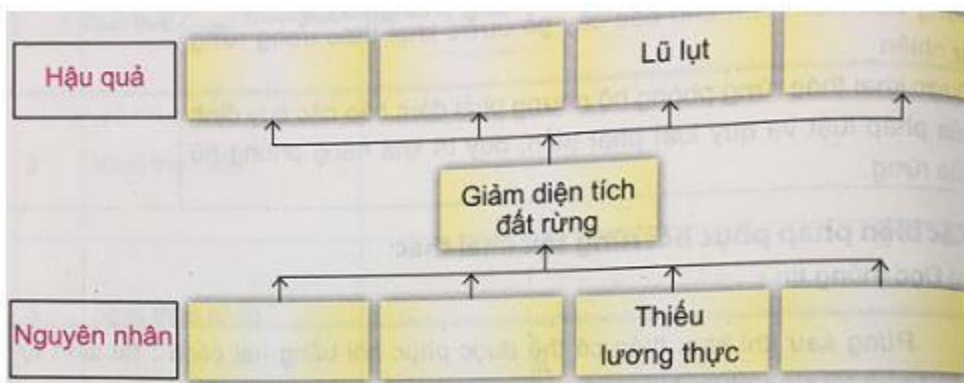 Hậu quả
Lũ lụt
Giảm diện tích
đất rừng
Nguyên nhân
Thiếu
lương thực